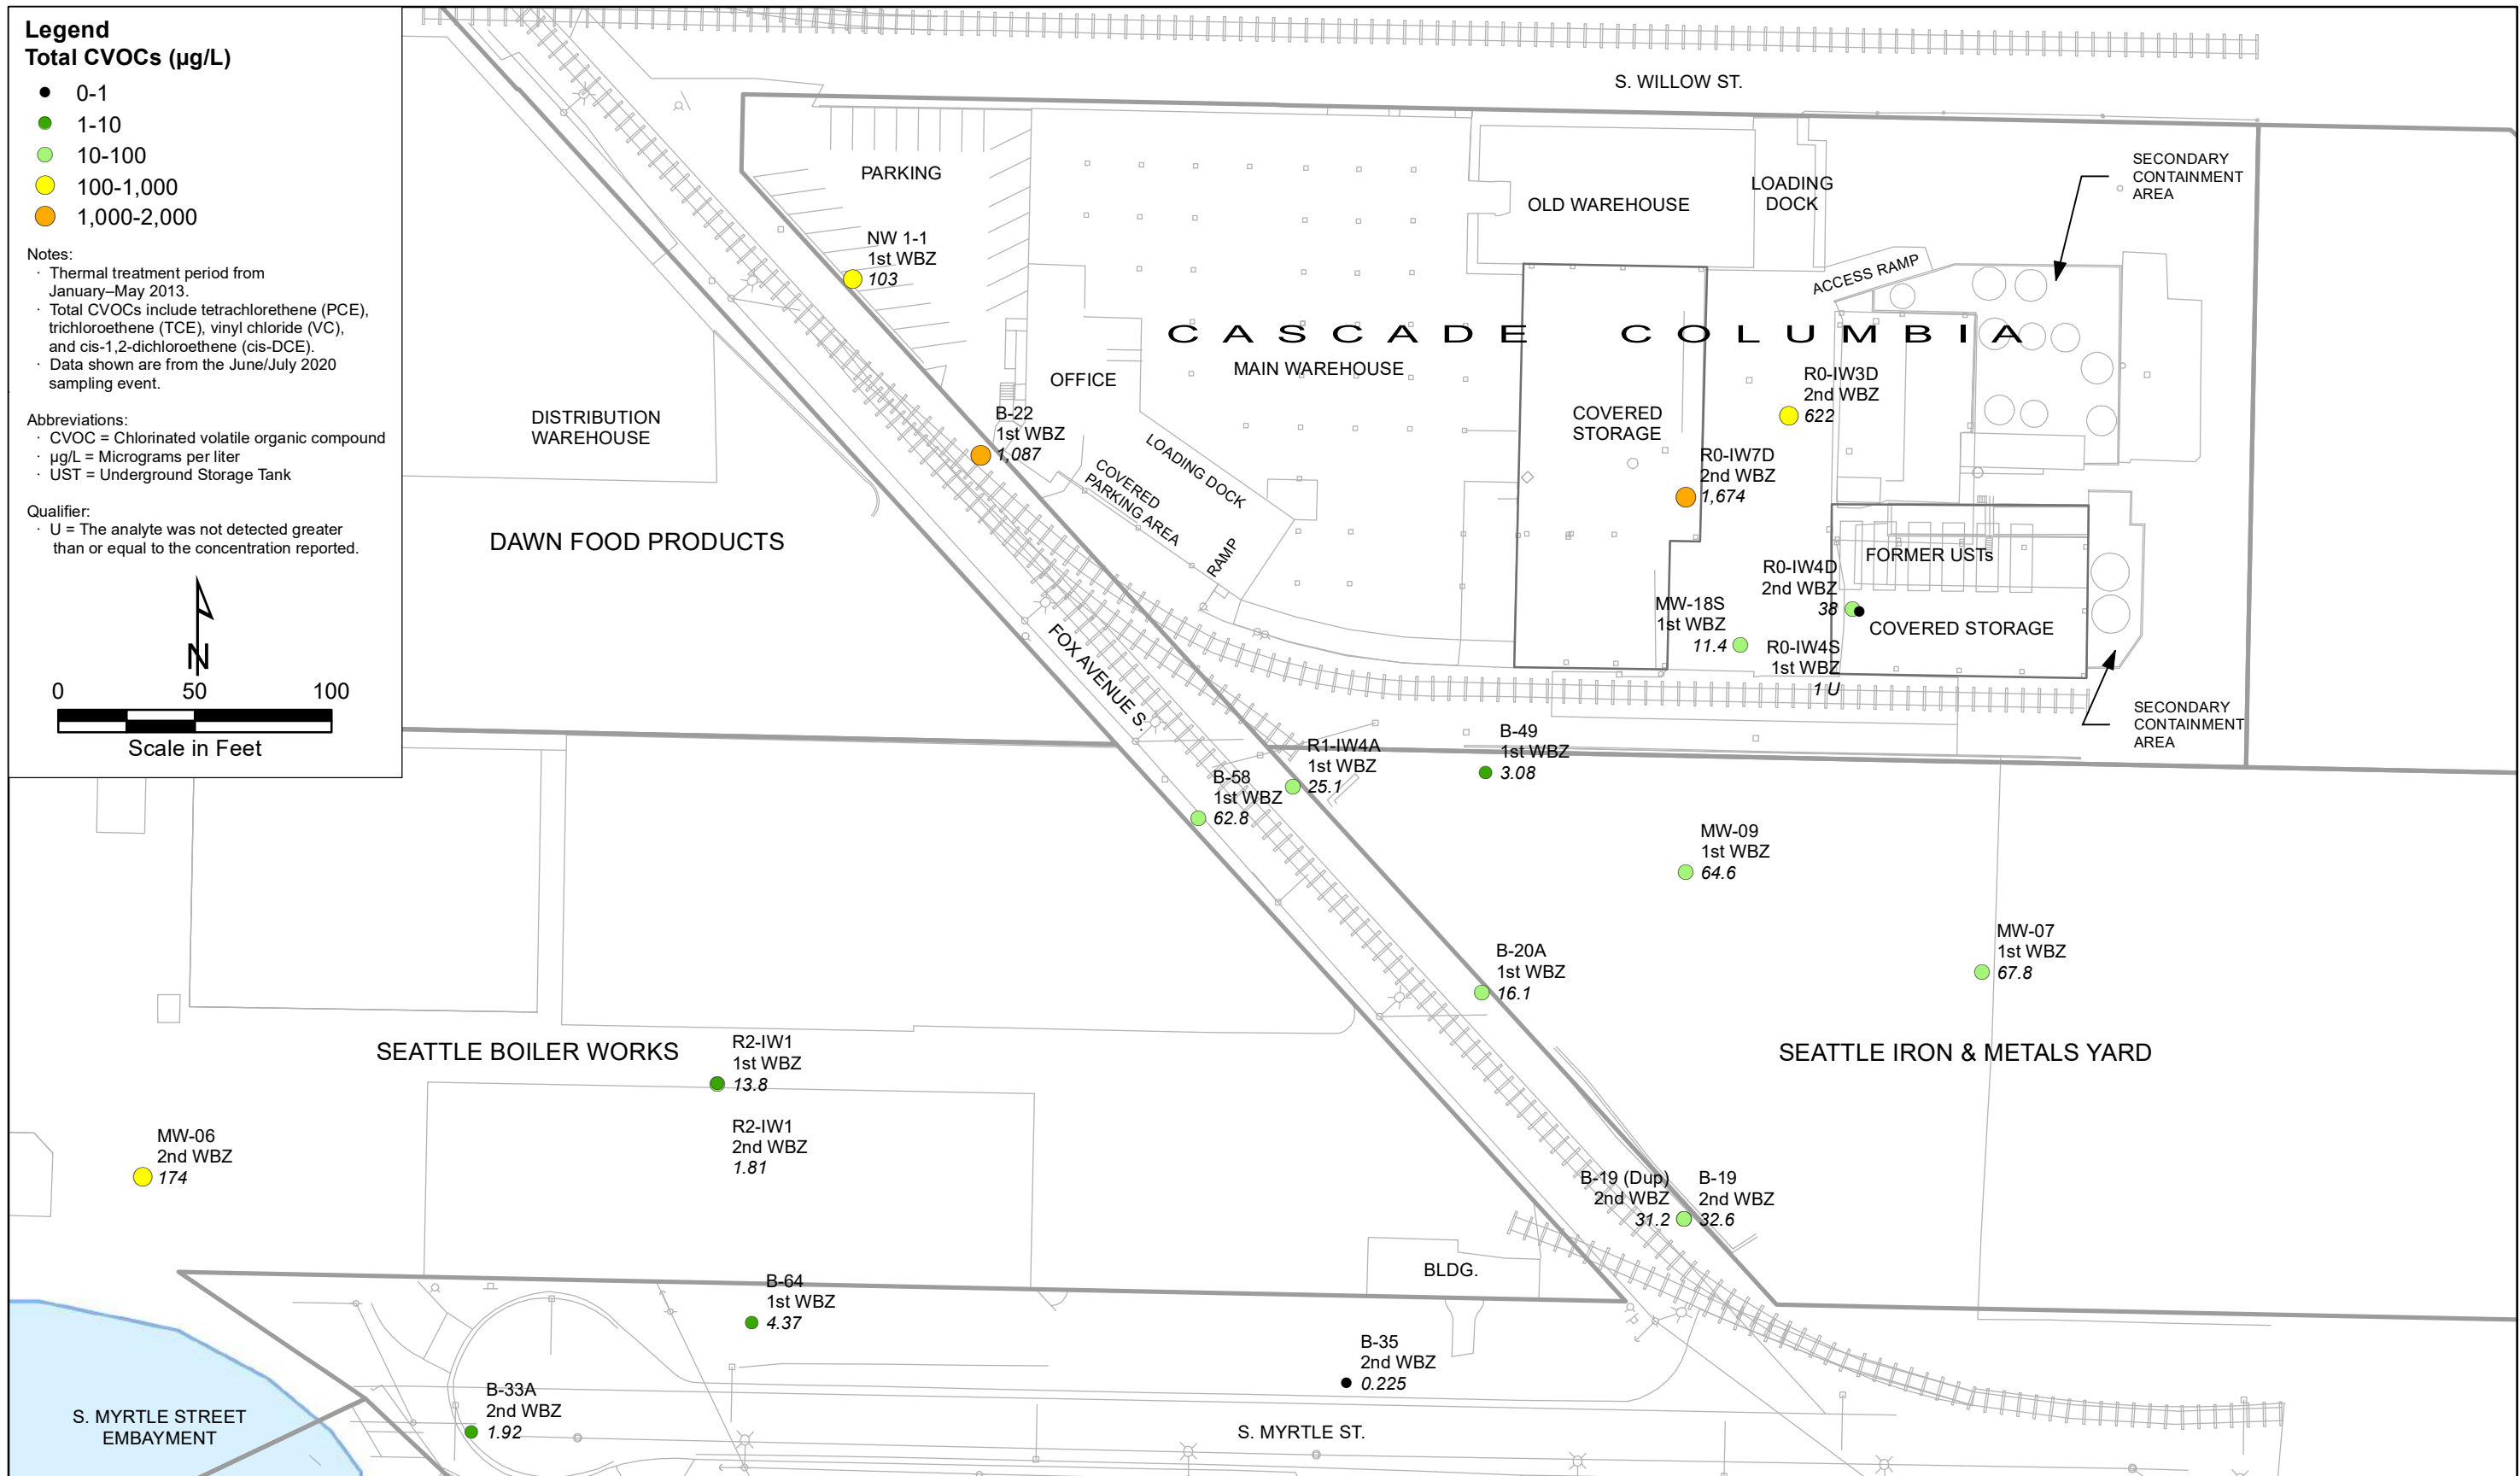 Legend
Total CVOCs (µg/L)
0-1
1-10
10-100
100-1,000
1,000-2,000
Notes:
· Thermal treatment period from
January–May 2013.
· Total CVOCs include tetrachlorethene (PCE),
trichloroethene (TCE), vinyl chloride (VC),
and cis-1,2-dichloroethene (cis-DCE).
· Data shown are from the June/July 2020
sampling event.
Abbreviations:
· CVOC = Chlorinated volatile organic compound
· µg/L = Micrograms per liter
· UST = Underground Storage Tank
Qualifier:
· U = The analyte was not detected greater
than or equal to the concentration reported.
N
0 50 100
Scale in Feet
S. WILLOW ST.
PARKING
OLD WAREHOUSE
LOADING
DOCK
SECONDARY
CONTAINMENT
AREA
NW 1-1
1st WBZ
103
ACCESS RAMP
CASCADE COLUMBIA
MAIN WAREHOUSE
OFFICE
R0-IW3D
2nd WBZ
622
DISTRIBUTION
WAREHOUSE
B-22
1st WBZ
1,087
COVERED
STORAGE
LOADING DOCK
COVERED
PARKING AREA
RAMP
R0-IW7D
2nd WBZ
1,674
DAWN FOOD PRODUCTS
FORMER USTs
R0-IW4D
2nd WBZ
38
MW-18S
1st WBZ
11.4
COVERED STORAGE
R0-IW4S
1st WBZ
1 U
FOX AVENUE S.
SECONDARY
CONTAINMENT
AREA
B-49
1st WBZ
3.08
R1-IW4A
1st WBZ
25.1
B-58
1st WBZ
62.8
MW-09
1st WBZ
64.6
MW-07
1st WBZ
67.8
B-20A
1st WBZ
16.1
SEATTLE BOILER WORKS
SEATTLE IRON & METALS YARD
R2-IW1
1st WBZ
13.8
R2-IW1
2nd WBZ
1.81
MW-06
2nd WBZ
174
B-19 (Dup)
2nd WBZ
31.2
B-19
2nd WBZ
32.6
BLDG.
B-64
1st WBZ
4.37
B-35
2nd WBZ
0.225
B-33A
2nd WBZ
1.92
S. MYRTLE STREET
EMBAYMENT
S. MYRTLE ST.